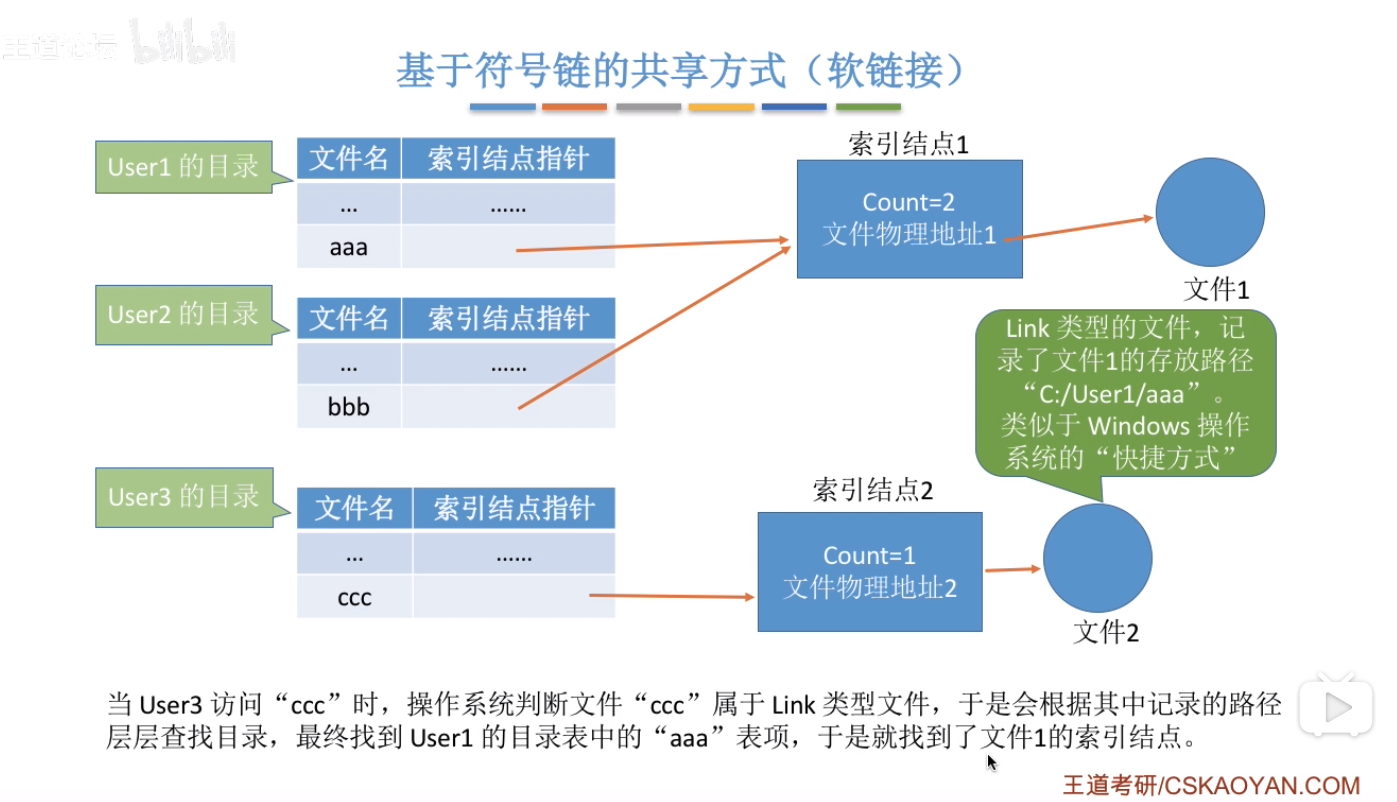 王道论坛 bilibili
基于符号链的共享方式（软链接）
User1 的目录
文件名 索引结点指针
... ......
aaa
索引结点1
Count=2
文件物理地址1
文件1
User2 的目录
文件名 索引结点指针
... ......
bbb
Link 类型的文件，记
录了文件1的存放路径
“C:/User1/aaa”。
类似于 Windows 操作
系统的“快捷方式”
User3 的目录
文件名 索引结点指针
... ......
ccc
索引结点2
Count=1
文件物理地址2
文件2
当 User3 访问“ccc”时，操作系统判断文件“ccc”属于 Link 类型文件，于是会根据其中记录的路径
层层查找目录，最终找到 User1 的目录表中的“aaa”表项，于是就找到了文件1的索引结点。
王道考研/CSKAOYAN.COM